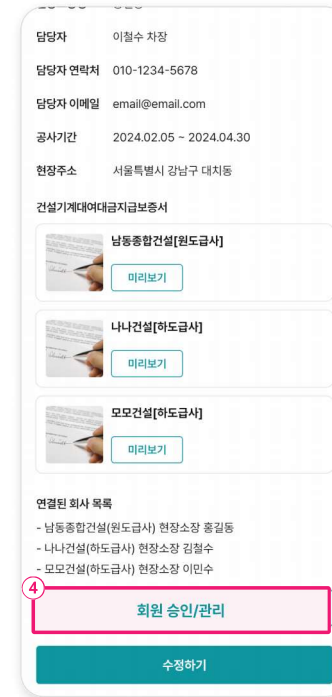 담당자 이철수 차장
담당자 연락처 010-1234-5678
담당자 이메일 email@email.com
공사기간 2024.02.05 ~ 2024.04.30
현장주소 서울특별시 강남구 대치동
건설기계대여대금지급보증서
남동종합건설[원도급사]
미리보기
나나건설[하도급사]
미리보기
모모건설[하도급사]
미리보기
연결된 회사 목록
- 남동종합건설(원도급사) 현장소장 홍길동
- 나나건설(하도급사) 현장소장 김철수
- 모모건설(하도급사) 현장소장 이민수
④
회원 승인/관리
수정하기